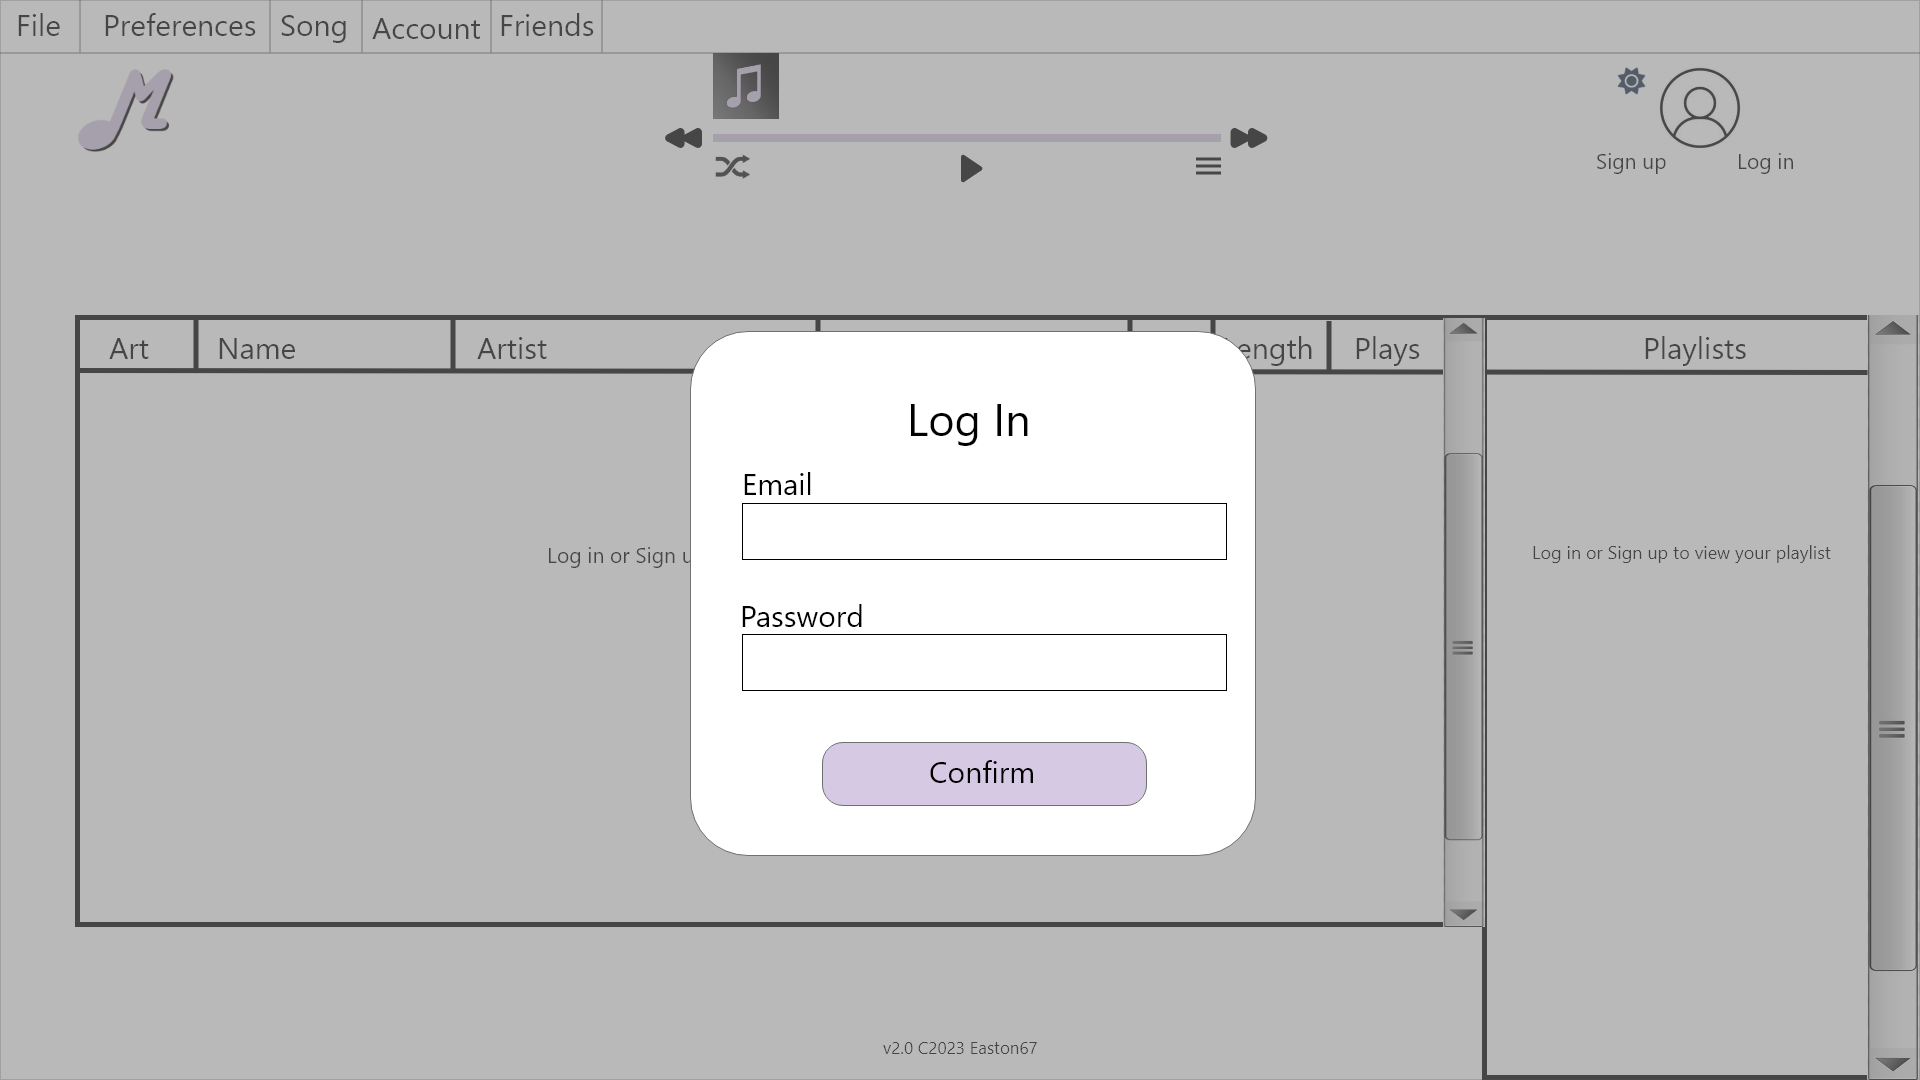 File Preferences Song Account Friends
M
Sign up Log in
Art Name Artist ength Plays Playlists
Log In
Email
Log in or Sign u
Log in or Sign up to view your playlist
Password
Confirm
v2.0 C2023 Easton67